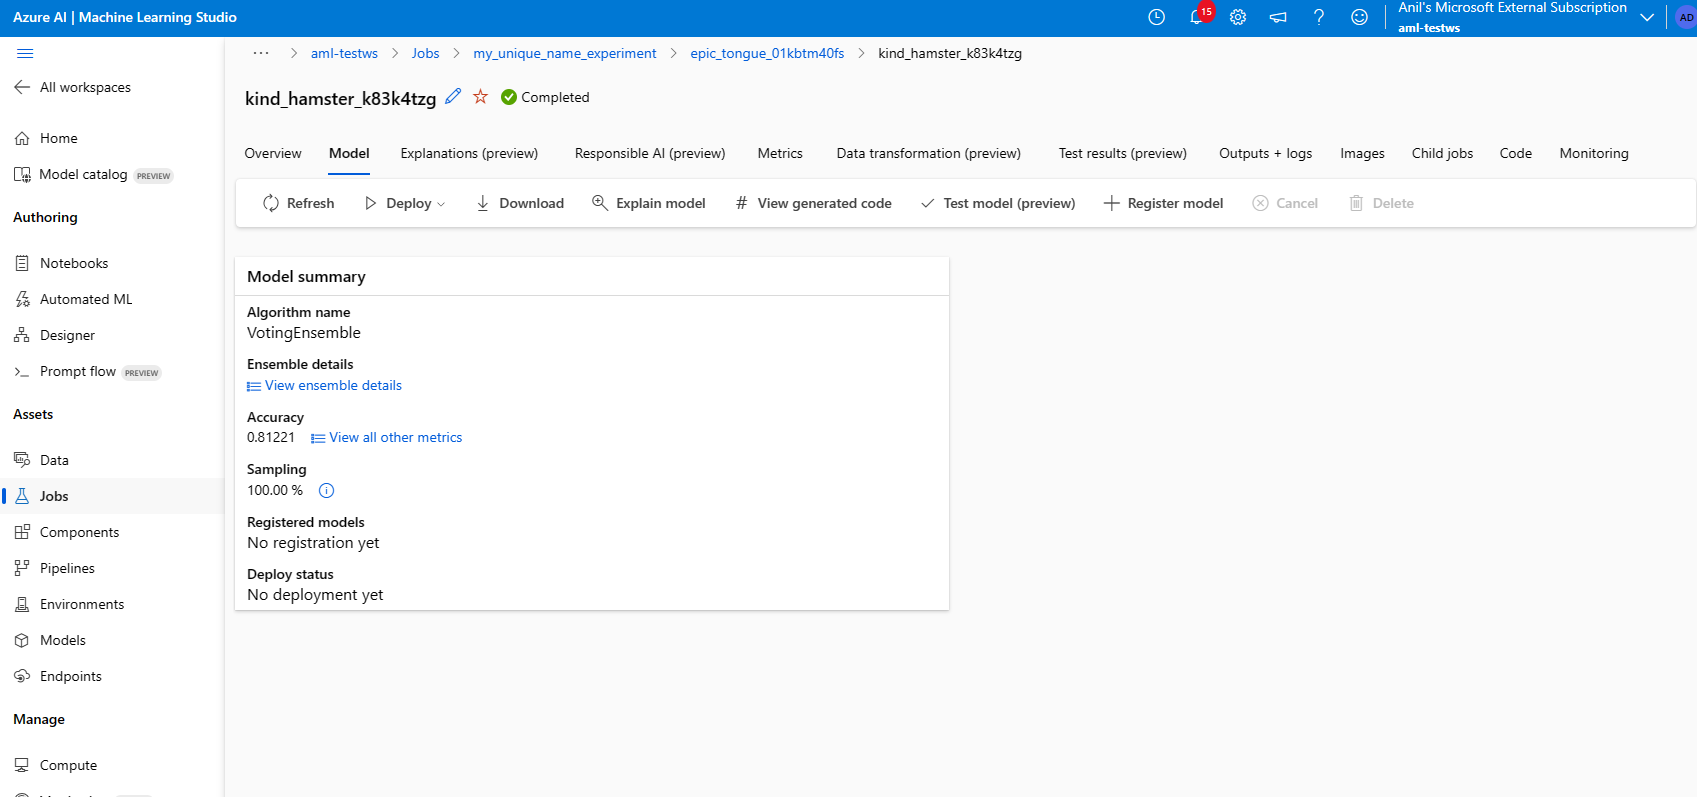 Azure AI | Machine Learning Studio
15
Anil's Microsoft External Subscription
aml-testws
AD
All workspaces
Home
Model catalog PREVIEW
Authoring
Notebooks
Automated ML
Designer
Prompt flow PREVIEW
Assets
Data
Jobs
Components
Pipelines
Environments
Models
Endpoints
Manage
Compute
... > aml-testws > Jobs > my_unique_name_experiment > epic_tongue_01kbtm40fs > kind_hamster_k83k4tzg
kind_hamster_k83k4tzg Completed
Overview Model Explanations (preview) Responsible AI (preview) Metrics Data transformation (preview) Test results (preview) Outputs + logs Images Child jobs Code Monitoring
Refresh Deploy Download Explain model # View generated code Test model (preview) Register model Cancel Delete
Model summary
Algorithm name
VotingEnsemble
Ensemble details
View ensemble details
Accuracy
0.81221 View all other metrics
Sampling
100.00 %
Registered models
No registration yet
Deploy status
No deployment yet